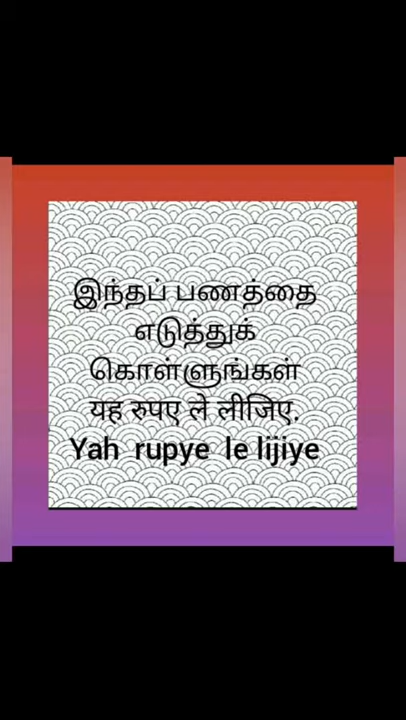 இந்தப் பணத்தை
எடுத்துக்
கொள்ளுங்கள்
यह रुपए ले लीजिए.
Yah rupye le lijiye